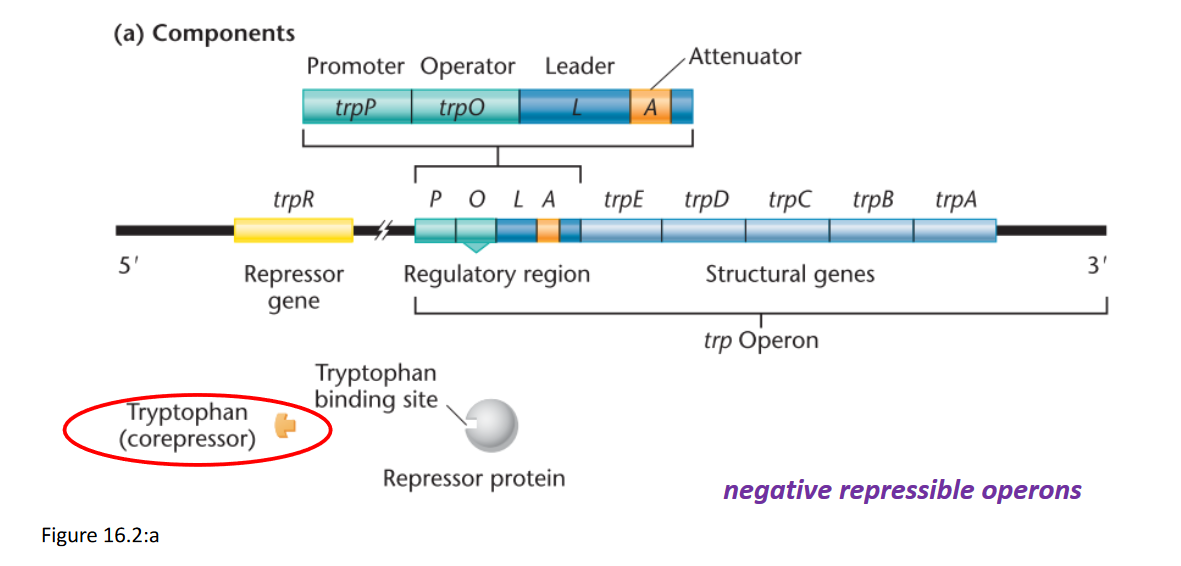 (a) Components
Promoter Operator Leader Attenuator
trpP trpO L A
trpR P O L A trpE trpD trpC trpB trpA
5′ 3′
Repressor gene
Regulatory region
Structural genes
trp Operon
Tryptophan
(corepressor)
Tryptophan
binding site
Repressor protein
negative repressible operons
Figure 16.2:a